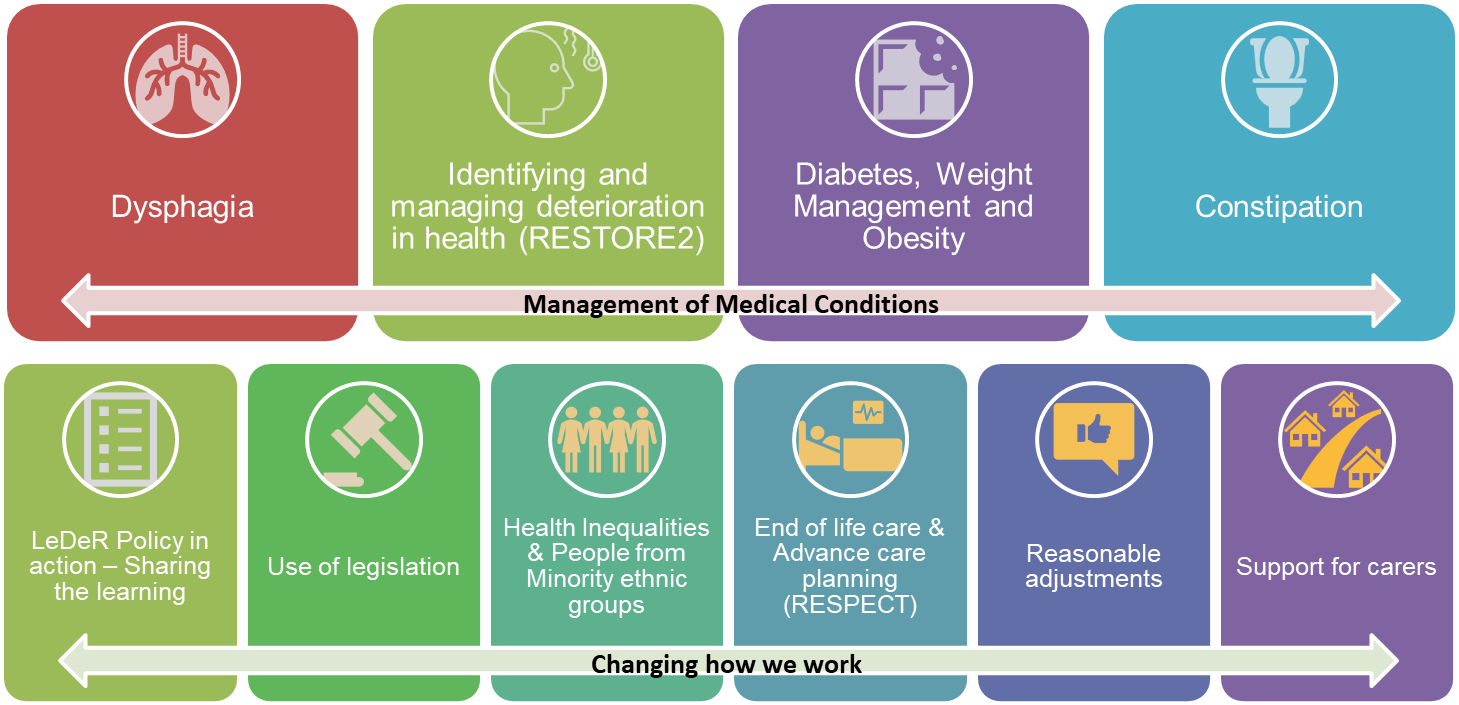 Dysphagia
Identifying and
managing deterioration
in health (RESTORE2)
Diabetes, Weight
Management and
Obesity
Constipation
Management of Medical Conditions
LeDeR Policy in
action – Sharing
the learning
Use of legislation
Health Inequalities
& People from
Minority ethnic
groups
End of life care &
Advance care
planning
(RESPECT)
Reasonable
adjustments
Support for carers
Changing how we work